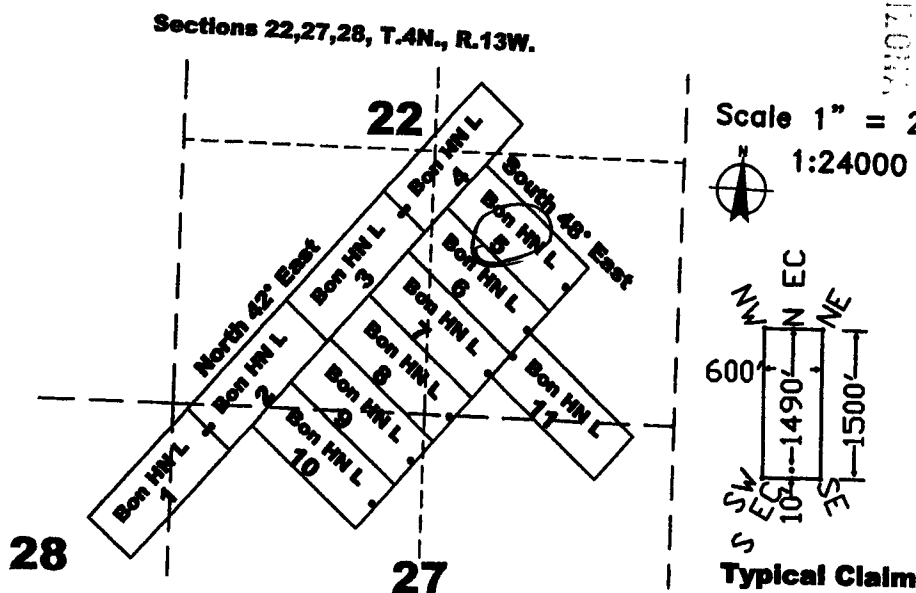 Sections 22,27,28, T.4N., R.13W.
22
Scale 1" = 2
1:24000
N
North 42° East
South 48° East
Bon HN L
4
Bon HN L
5
Bon HN L
3
Bon HN L
6
Bon HN L
7
Bon HN L
2
Bon HN L
8
Bon HN L
9
Bon HN L
10
Bon HN L
11
Bon HN L
1
28
27
NW
N EC
NE
600'
1490'
1500'
10'
SW
S EC
SE
Typical Claim